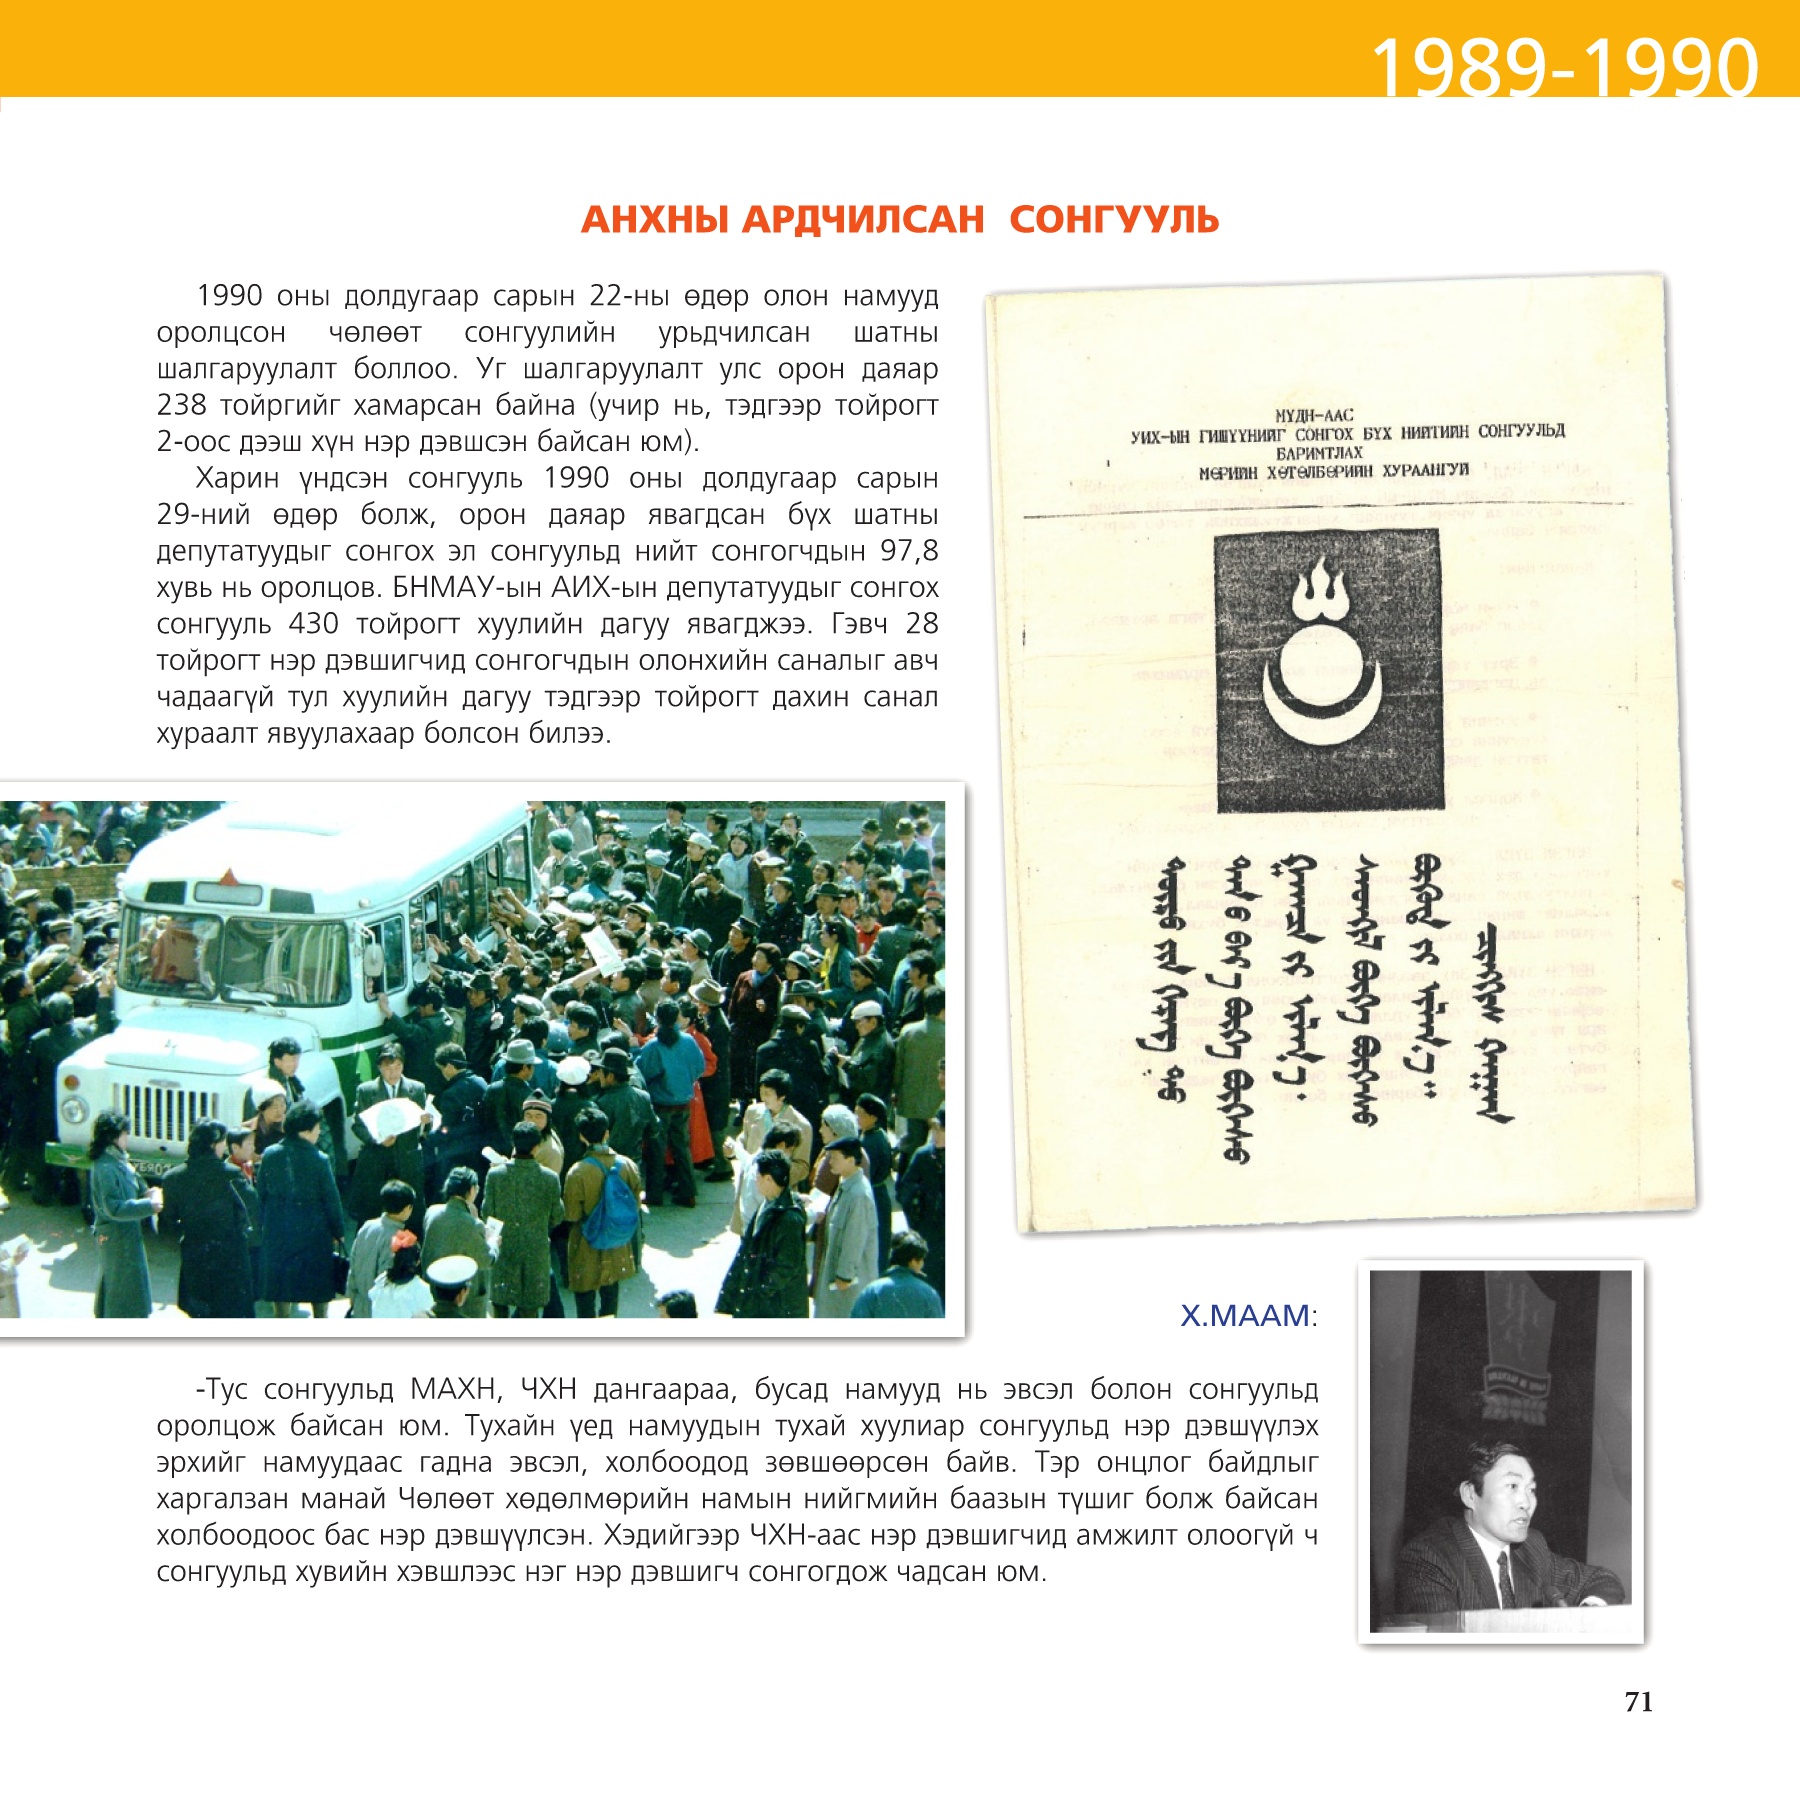 1989-1990
АНХНЫ АРДЧИЛСАН СОНГУУЛЬ
1990 оны долдугаар сарын 22-ны өдөр олон намууд
оролцсон чөлөөт сонгуулийн урьдчилсан шатны
шалгаруулалт боллоо. Уг шалгаруулалт улс орон даяар
238 тойргийг хамарсан байна (учир нь, тэдгээр тойрогт
2-оос дээш хүн нэр дэвшсэн байсан юм).
Харин үндсэн сонгууль 1990 оны долдугаар сарын
29-ний өдөр болж, орон даяар явагдсан бүх шатны
депутатуудыг сонгох эл сонгуульд нийт сонгогчдын 97,8
хувь нь оролцов. БНМАУ-ын АИХ-ын депутатуудыг сонгох
сонгууль 430 тойрогт хуулийн дагуу явагджээ. Гэвч 28
тойрогт нэр дэвшигчид сонгогчдын олонхийн саналыг авч
чадаагүй тул хуулийн дагуу тэдгээр тойрогт дахин санал
хураалт явуулахаар болсон билээ.
МҮДН-ААС
УИХ-ЫН ГИШҮҮНИЙГ СОНГОХ БҮХ НИЙТИЙН СОНГУУЛЬД
БАРИМТЛАХ
МӨРИЙН ХӨТӨЛБӨРИЙН ХУРААНГУЙ
Х.МААМ:
-Тус сонгуульд МАХН, ЧХН дангаараа, бусад намууд нь эвсэл болон сонгуульд
оролцож байсан юм. Тухайн үед намуудын тухай хуулиар сонгуульд нэр дэвшүүлэх
эрхийг намуудаас гадна эвсэл, холбоодод зөвшөөрсөн байв. Тэр онцлог байдлыг
харгалзан манай Чөлөөт хөдөлмөрийн намын нийгмийн баазын түшиг болж байсан
холбоодоос бас нэр дэвшүүлсэн. Хэдийгээр ЧХН-аас нэр дэвшигчид амжилт олоогүй ч
сонгуульд хувийн хэвшлээс нэг нэр дэвшигч сонгогдож чадсан юм.
71